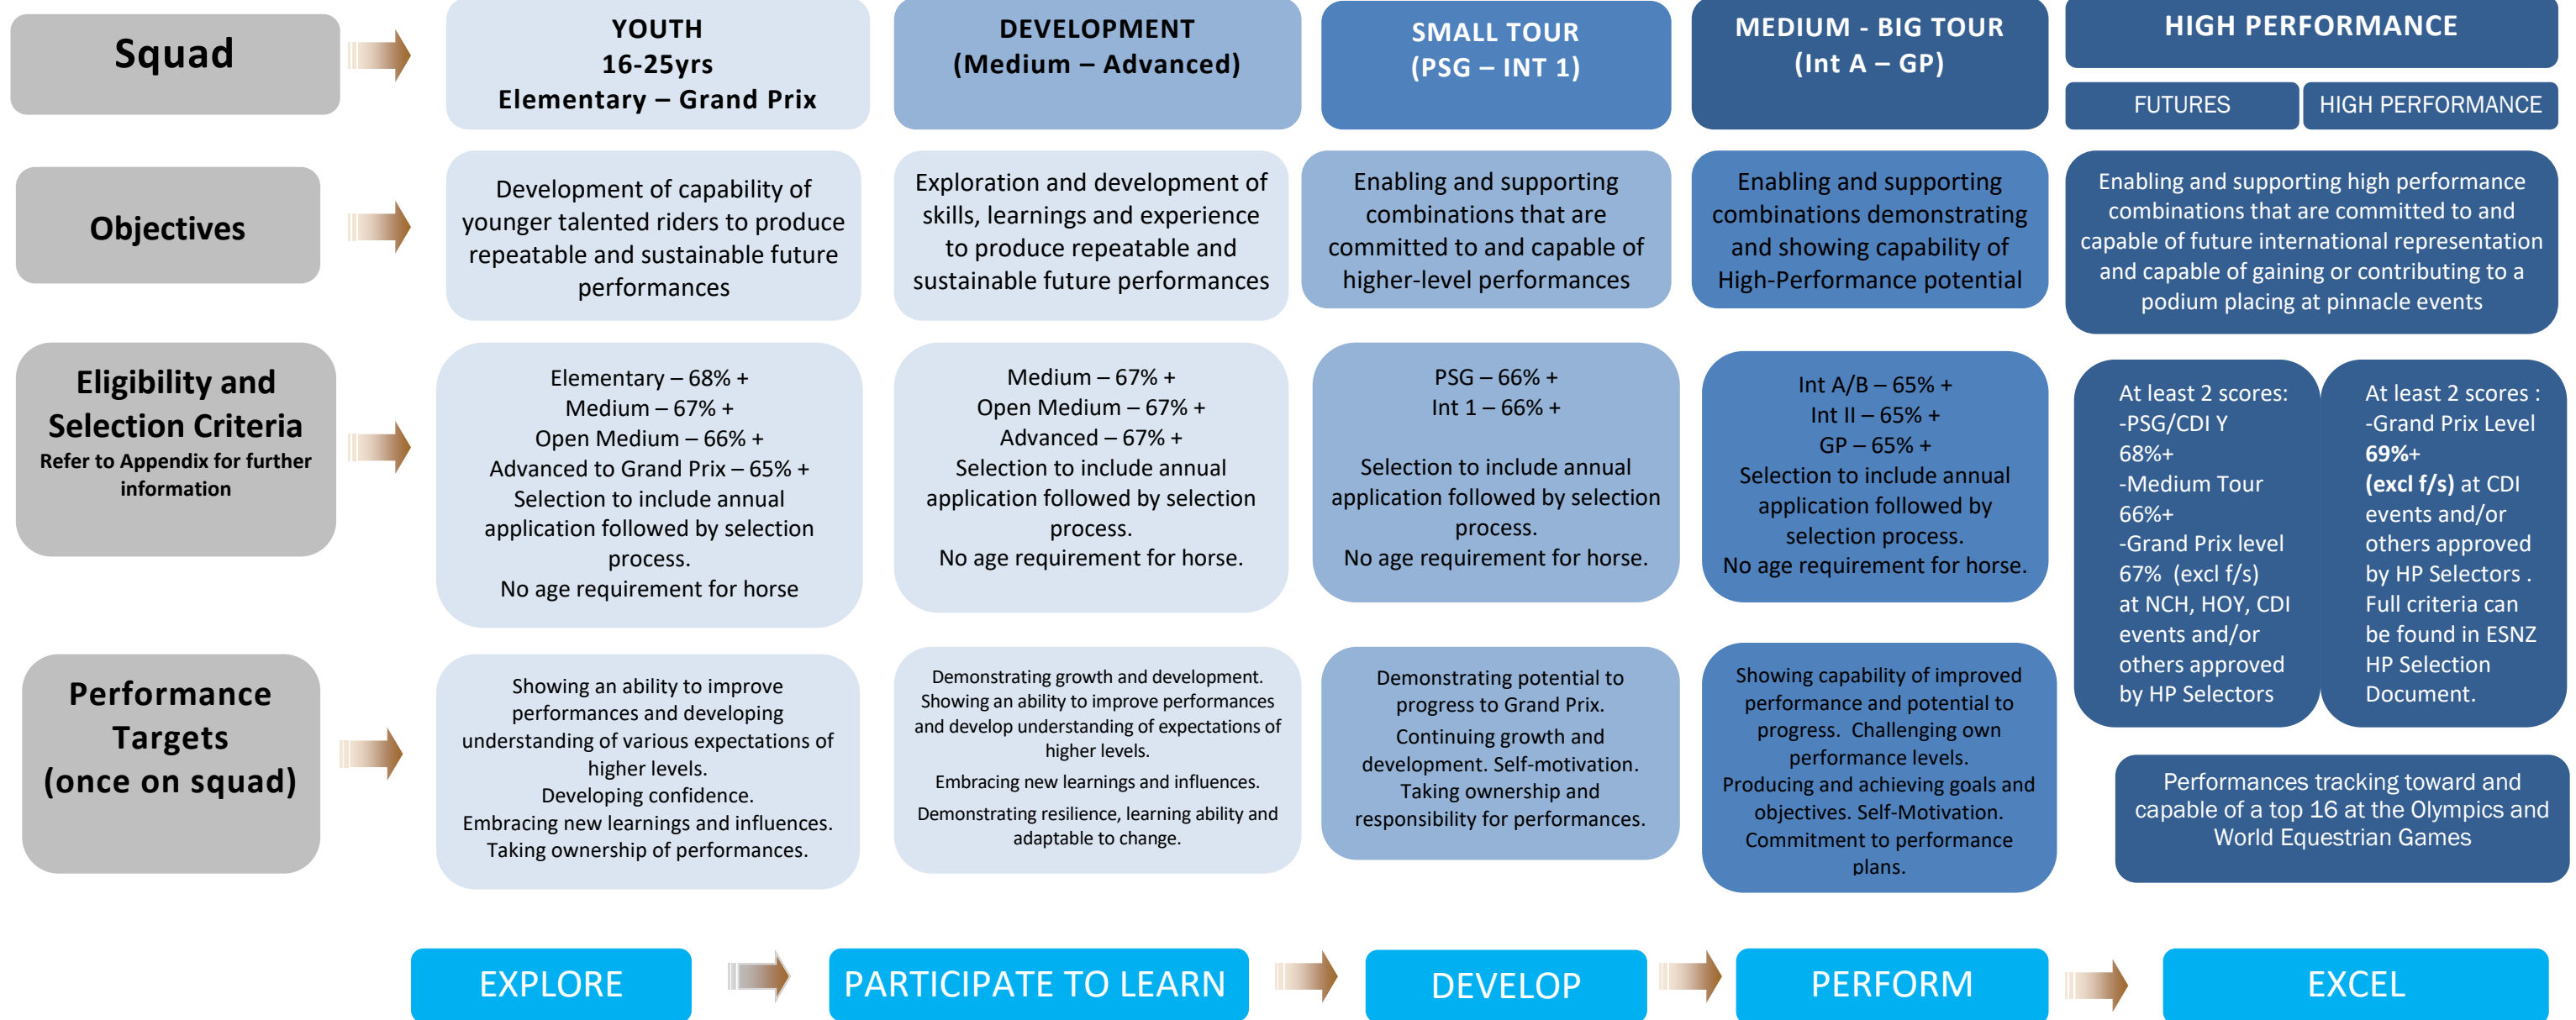 Squad
YOUTH
16-25yrs
Elementary – Grand Prix
DEVELOPMENT
(Medium – Advanced)
SMALL TOUR
(PSG – INT 1)
MEDIUM - BIG TOUR
(Int A – GP)
HIGH PERFORMANCE
FUTURES
HIGH PERFORMANCE
Objectives
Development of capability of
younger talented riders to produce
repeatable and sustainable future
performances
Exploration and development of
skills, learnings and experience
to produce repeatable and
sustainable future performances
Enabling and supporting
combinations that are
committed to and capable of
higher-level performances
Enabling and supporting
combinations demonstrating
and showing capability of
High-Performance potential
Enabling and supporting high performance
combinations that are committed to and
capable of future international representation
and capable of gaining or contributing to a
podium placing at pinnacle events
Eligibility and
Selection Criteria
Refer to Appendix for further
information
Elementary – 68% +
Medium – 67% +
Open Medium – 66% +
Advanced to Grand Prix – 65% +
Selection to include annual
application followed by selection
process.
No age requirement for horse
Medium – 67% +
Open Medium – 67% +
Advanced – 67% +
Selection to include annual
application followed by selection
process.
No age requirement for horse.
PSG – 66% +
Int 1 – 66% +
Selection to include annual
application followed by selection
process.
No age requirement for horse.
Int A/B – 65% +
Int II – 65% +
GP – 65% +
Selection to include annual
application followed by
selection process.
No age requirement for horse.
At least 2 scores:
-PSG/CDI Y
68%+
-Medium Tour
66%+
-Grand Prix level
67% (excl f/s)
at NCH, HOY, CDI
events and/or
others approved
by HP Selectors
At least 2 scores :
-Grand Prix Level
69%+
(excl f/s) at CDI
events and/or
others approved
by HP Selectors .
Full criteria can
be found in ESNZ
HP Selection
Document.
Performance
Targets
(once on squad)
Showing an ability to improve
performances and developing
understanding of various expectations of
higher levels.
Developing confidence.
Embracing new learnings and influences.
Taking ownership of performances.
Demonstrating growth and development.
Showing an ability to improve performances
and develop understanding of expectations of
higher levels.
Embracing new learnings and influences.
Demonstrating resilience, learning ability and
adaptable to change.
Demonstrating potential to
progress to Grand Prix.
Continuing growth and
development. Self-motivation.
Taking ownership and
responsibility for performances.
Showing capability of improved
performance and potential to
progress. Challenging own
performance levels.
Producing and achieving goals and
objectives. Self-Motivation.
Commitment to performance
plans.
Performances tracking toward and
capable of a top 16 at the Olympics and
World Equestrian Games
EXPLORE
PARTICIPATE TO LEARN
DEVELOP
PERFORM
EXCEL